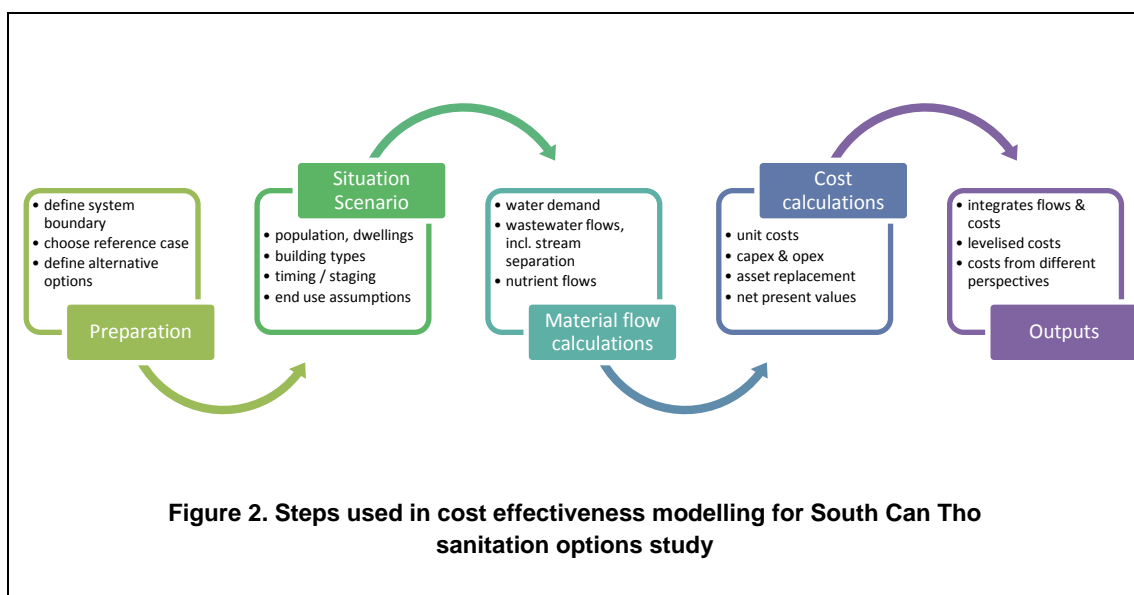 • define system
boundary
• choose reference case
• define alternative
options
Preparation
Situation
Scenario
• population, dwellings
• building types
• timing / staging
• end use assumptions
• water demand
• wastewater flows,
incl. stream
separation
• nutrient flows
Material flow
calculations
Cost
calculations
• unit costs
• capex & opex
• asset replacement
• net present values
• integrates flows &
costs
• levelised costs
• costs from different
perspectives
Outputs
Figure 2. Steps used in cost effectiveness modelling for South Can Tho
sanitation options study